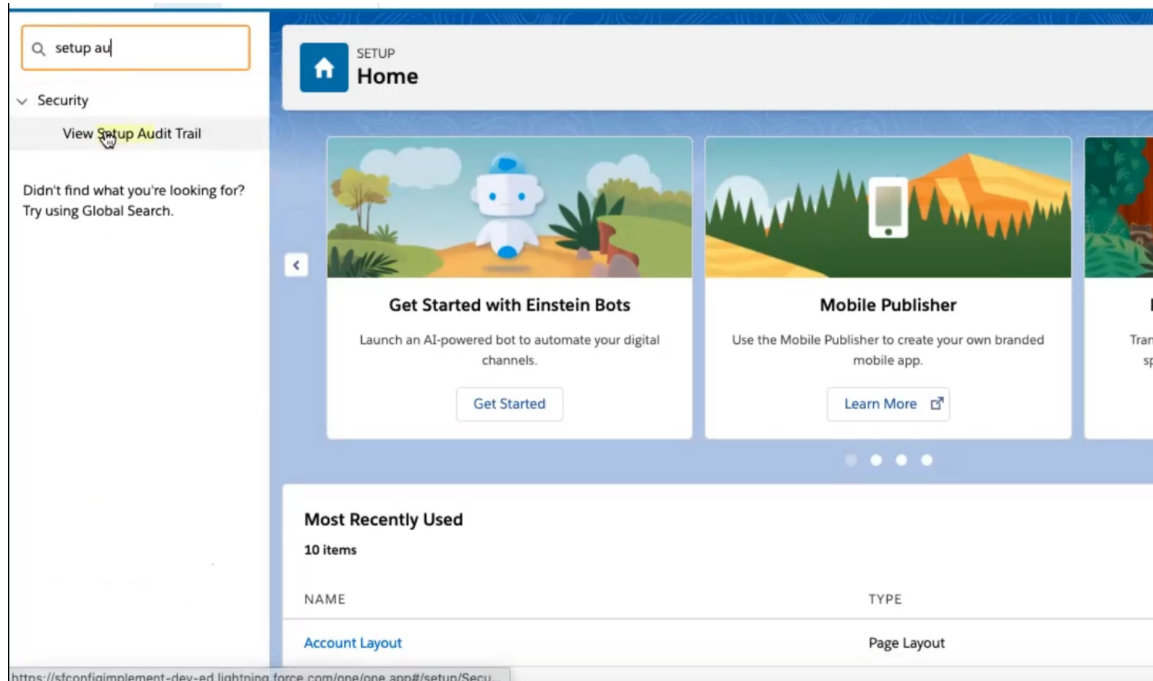 setup au
Security
View Setup Audit Trail
Didn't find what you're looking for?
Try using Global Search.
SETUP
Home
Get Started with Einstein Bots
Launch an AI-powered bot to automate your digital
channels.
Get Started
Mobile Publisher
Use the Mobile Publisher to create your own branded
mobile app.
Learn More
Most Recently Used
10 items
NAME TYPE
Account Layout Page Layout
https://sfconfigimplement-dev-ed.lightning.force.com/one/one.app#/setup/Secu...